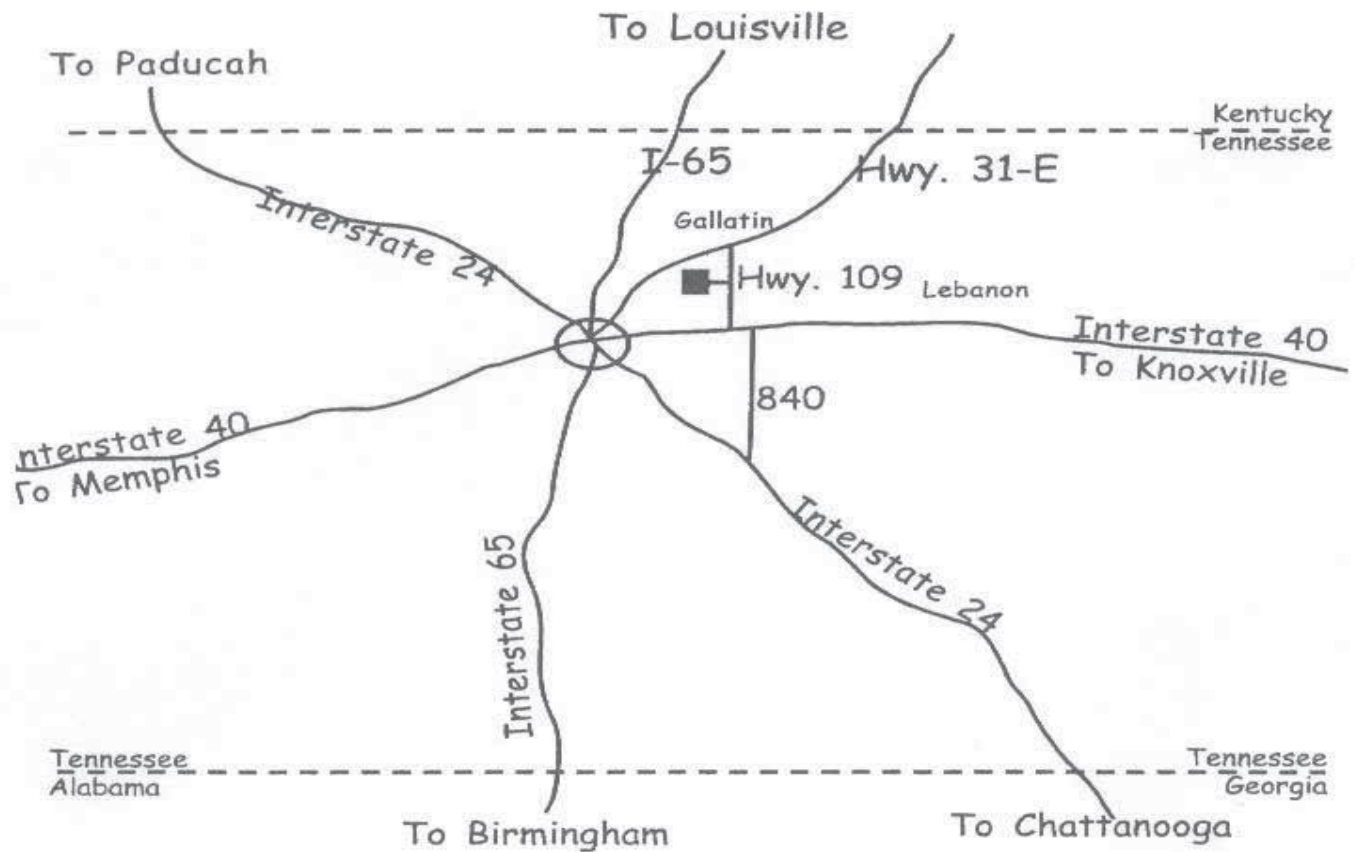 To Louisville
To Paducah
Kentucky
Tennessee
I-65
Hwy. 31-E
Interstate 24
Gallatin
Hwy. 109
Lebanon
Interstate 40
To Knoxville
840
nterstate 40
To Memphis
Interstate 65
Interstate 24
Tennessee
Alabama
Tennessee
Georgia
To Birmingham
To Chattanooga